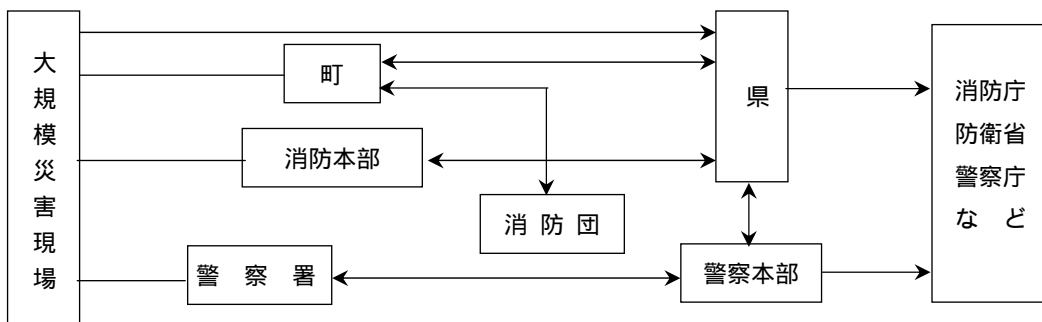 大規模災害現場
町
消防本部
消 防 団
警 察 署
県
警察本部
消防庁
防衛省
警察庁
な ど